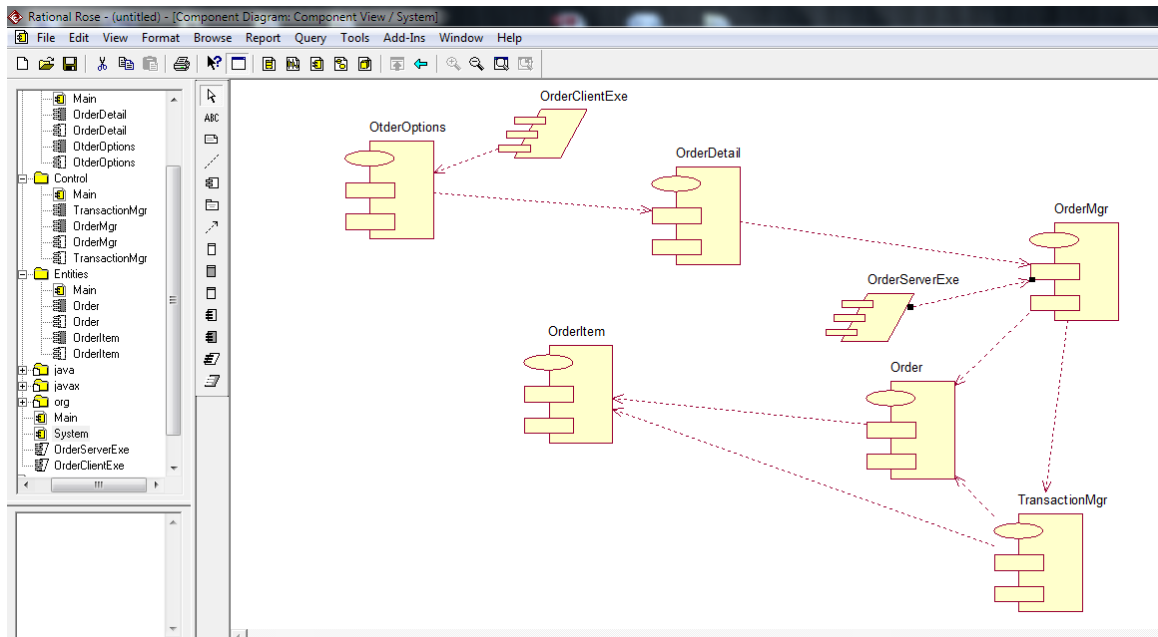 Rational Rose - (untitled) - [Component Diagram: Component View / System]
File Edit View Format Browse Report Query Tools Add-Ins Window Help
Main
OrderDetail
OrderDetail
OtderOptions
OtderOptions
Control
Main
TransactionMgr
OrderMgr
OrderMgr
TransactionMgr
Entities
Main
Order
Order
OrderItem
OrderItem
java
javax
org
Main
System
OrderServerExe
OrderClientExe
ABC
OrderClientExe
OtderOptions
OrderDetail
OrderMgr
OrderServerExe
OrderItem
Order
TransactionMgr